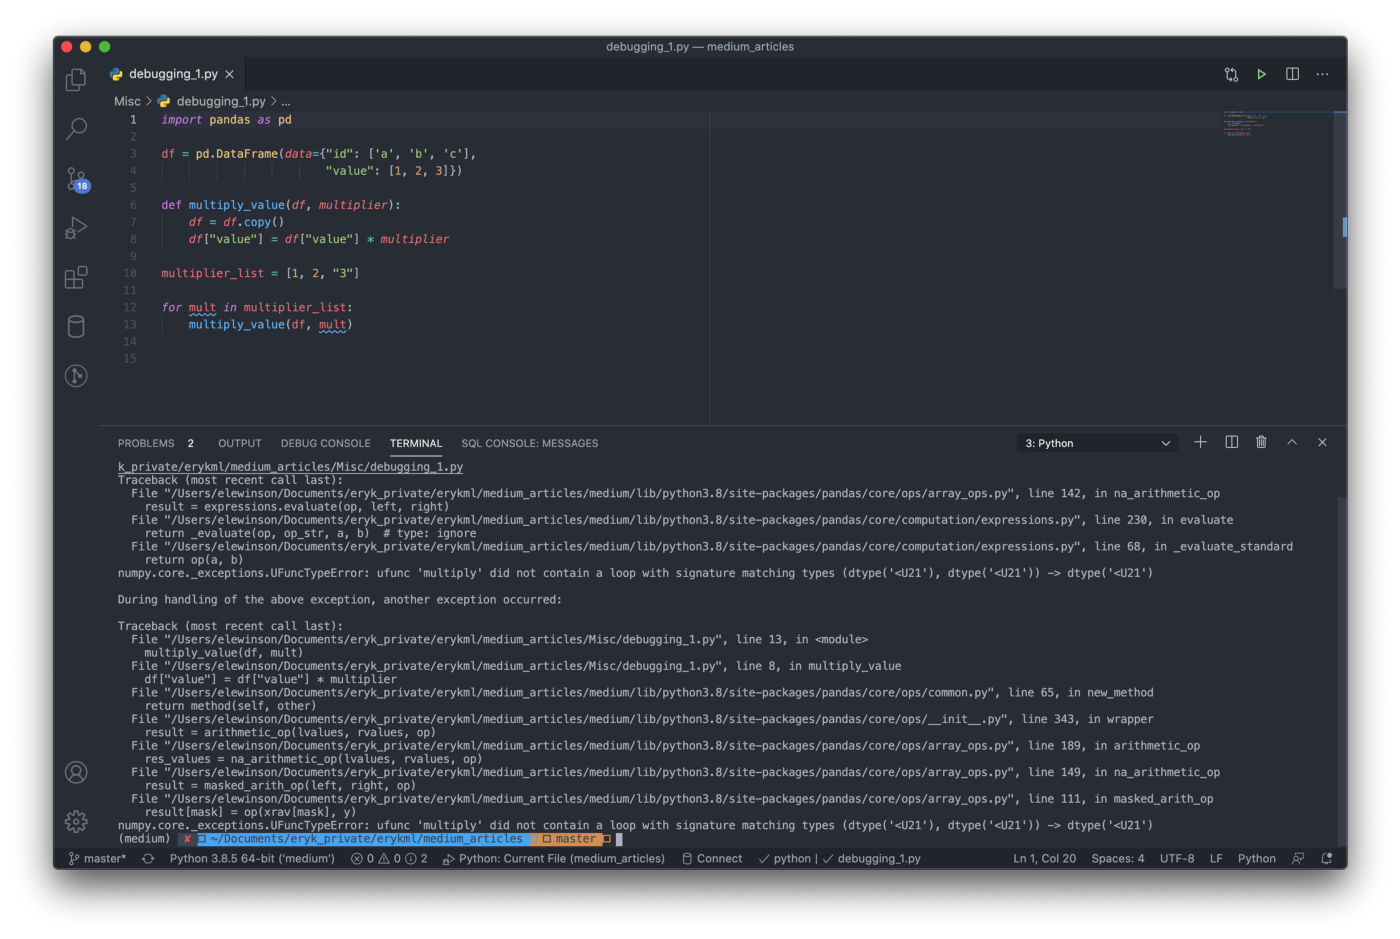 debugging_1.py — medium_articles
debugging_1.py
Misc > debugging_1.py > ...
1 import pandas as pd
2
3 df = pd.DataFrame(data={"id": ['a', 'b', 'c'],
4 "value": [1, 2, 3]})
5
6 def multiply_value(df, multiplier):
7 df = df.copy()
8 df["value"] = df["value"] * multiplier
9
10 multiplier_list = [1, 2, "3"]
11
12 for mult in multiplier_list:
13 multiply_value(df, mult)
14
15
18
PROBLEMS 2 OUTPUT DEBUG CONSOLE TERMINAL SQL CONSOLE: MESSAGES 3: Python
k_private/erykml/medium_articles/Misc/debugging_1.py
Traceback (most recent call last):
File "/Users/elewinson/Documents/eryk_private/erykml/medium_articles/medium/lib/python3.8/site-packages/pandas/core/ops/array_ops.py", line 142, in na_arithmetic_op
result = expressions.evaluate(op, left, right)
File "/Users/elewinson/Documents/eryk_private/erykml/medium_articles/medium/lib/python3.8/site-packages/pandas/core/computation/expressions.py", line 230, in evaluate
return _evaluate(op, op_str, a, b)  # type: ignore
File "/Users/elewinson/Documents/eryk_private/erykml/medium_articles/medium/lib/python3.8/site-packages/pandas/core/computation/expressions.py", line 68, in _evaluate_standard
return op(a, b)
numpy.core._exceptions.UFuncTypeError: ufunc 'multiply' did not contain a loop with signature matching types (dtype('<U21'), dtype('<U21')) -> dtype('<U21')
During handling of the above exception, another exception occurred:
Traceback (most recent call last):
File "/Users/elewinson/Documents/eryk_private/erykml/medium_articles/Misc/debugging_1.py", line 13, in <module>
multiply_value(df, mult)
File "/Users/elewinson/Documents/eryk_private/erykml/medium_articles/Misc/debugging_1.py", line 8, in multiply_value
df["value"] = df["value"] * multiplier
File "/Users/elewinson/Documents/eryk_private/erykml/medium_articles/medium/lib/python3.8/site-packages/pandas/core/ops/common.py", line 65, in new_method
return method(self, other)
File "/Users/elewinson/Documents/eryk_private/erykml/medium_articles/medium/lib/python3.8/site-packages/pandas/core/ops/__init__.py", line 343, in wrapper
result = arithmetic_op(lvalues, rvalues, op)
File "/Users/elewinson/Documents/eryk_private/erykml/medium_articles/medium/lib/python3.8/site-packages/pandas/core/ops/array_ops.py", line 189, in arithmetic_op
res_values = na_arithmetic_op(lvalues, rvalues, op)
File "/Users/elewinson/Documents/eryk_private/erykml/medium_articles/medium/lib/python3.8/site-packages/pandas/core/ops/array_ops.py", line 149, in na_arithmetic_op
result = masked_arith_op(left, right, op)
File "/Users/elewinson/Documents/eryk_private/erykml/medium_articles/medium/lib/python3.8/site-packages/pandas/core/ops/array_ops.py", line 111, in masked_arith_op
result[mask] = op(xrav[mask], y)
numpy.core._exceptions.UFuncTypeError: ufunc 'multiply' did not contain a loop with signature matching types (dtype('<U21'), dtype('<U21')) -> dtype('<U21')
(medium) ✘ ~/Documents/eryk_private/erykml/medium_articles master
master* Python 3.8.5 64-bit ('medium') 0 0 2 Python: Current File (medium_articles) Connect ✓ python | ✓ debugging_1.py Ln 1, Col 20 Spaces: 4 UTF-8 LF Python